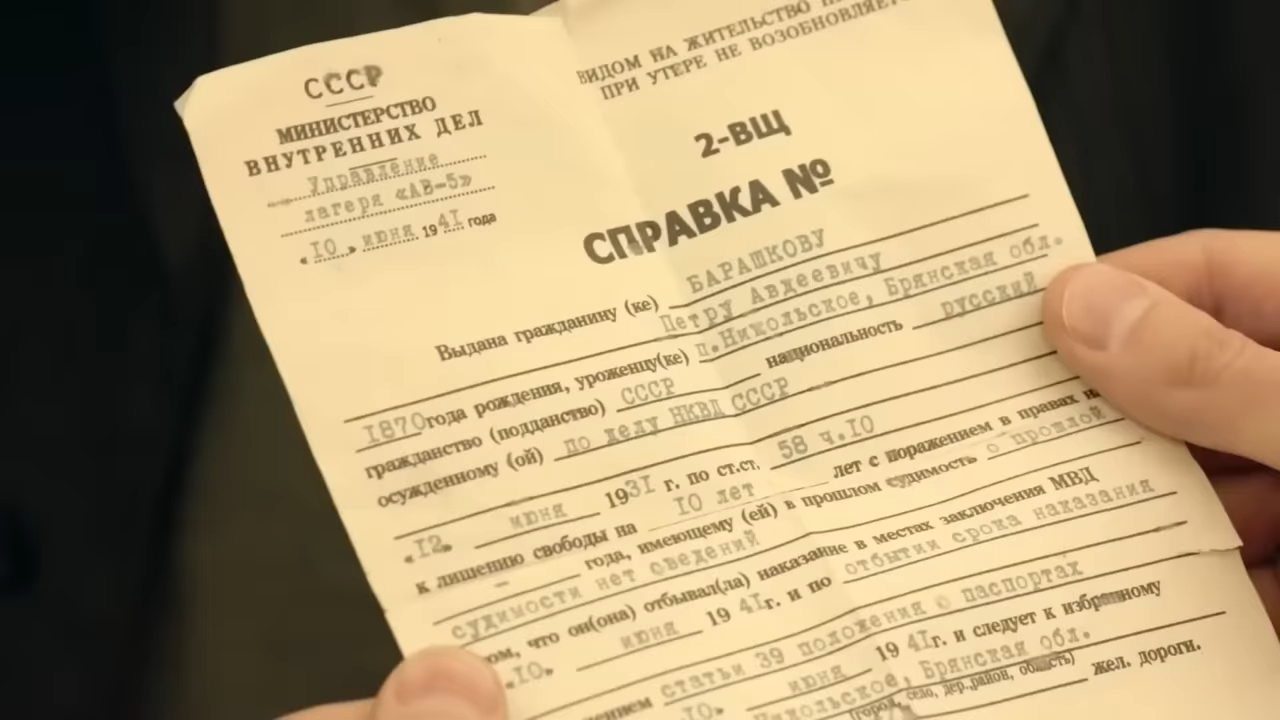 СССР
МИНИСТЕРСТВО
ВНУТРЕННИХ ДЕЛ
Управление
лагеря «АВ-5»
«10» июня 1941 года
ВИДОМ НА ЖИТЕЛЬСТВО
ПРИ УТЕРЕ НЕ ВОЗОБНОВЛЯЕТ
2-ВЩ
СПРАВКА №
Выдана гражданину (ке) БАРАШКОВУ
Петру Авдеевичу
1870 года рождения, уроженцу(ке) п.Никольское, Брянская обл.
гражданство (подданство) СССР национальность русский
осужденному (ой) по делу НКВД СССР
«12» июня 1931 г. по ст.ст. 58 ч.10
к лишению свободы на 10 лет лет с поражением в правах
года, имеющему (ей) в прошлом судимость о прошлой
судимости нет сведений
ом, что он(она) отбывал(ла) наказание в местах заключения МВД
.10. июня 1941г. и по отбытии срока наказания
нием статьи 39 положения о паспортах
10» июня 1941г. и следует к избранному
Никольское, Брянская обл.
(город, село, дер,район, область) жел. дороги.